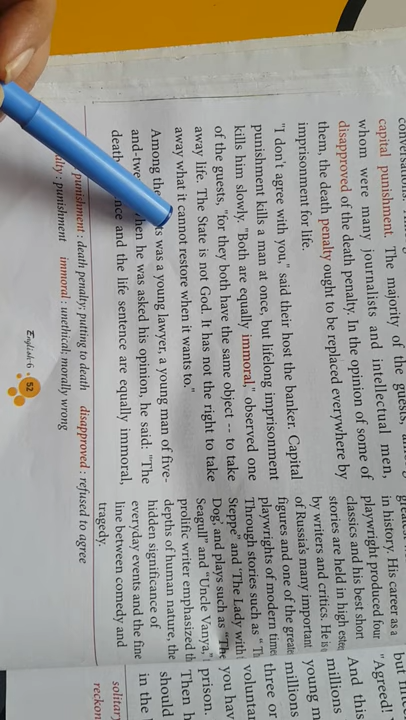 conversations.
capital punishment. The majority of the guests,
whom were many journalists and intellectual men,
disapproved of the death penalty. In the opinion of some of
them, the death penalty ought to be replaced everywhere by
imprisonment for life.
"I don't agree with you," said their host the banker. Capital
punishment kills a man at once, but lifelong imprisonment
kills him slowly. "Both are equally immoral," observed one
of the guests, "for they both have the same object -- to take
away life. The State is not God. It has not the right to take
away what it cannot restore when it wants to."
Among the was a young lawyer, a young man of five-
and- when he was asked his opinion, he said: "The
death and the life sentence are equally immoral,
punishment : death penalty; putting to death disapproved : refused to agree
punishment immoral : unethical; morally wrong
English-6 52
in history. His career as a
playwright produced four
classics and his best short
stories are held in high
by writers and critics. He is
of Russia's many important
figures and one of the
playwrights of modern
Through stories such as
Steppe" and "The Lady with
Dog, and plays such as "The
Seagull" and "Uncle Vanya,"
prolific writer emphasized
depths of human nature, the
hidden significance of
everyday events and the fine
line between comedy and
tragedy.
but
"Agreed!
And this
millions
young m
millions
three or
you hav
prison.
Then h
should
in the